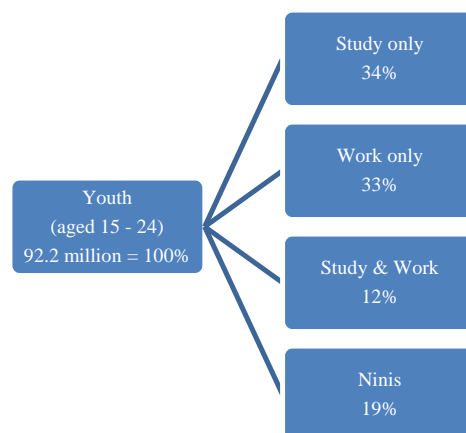 Study only
34%
Work only
33%
Youth
(aged 15 - 24)
92.2 million = 100%
Study & Work
12%
Ninis
19%